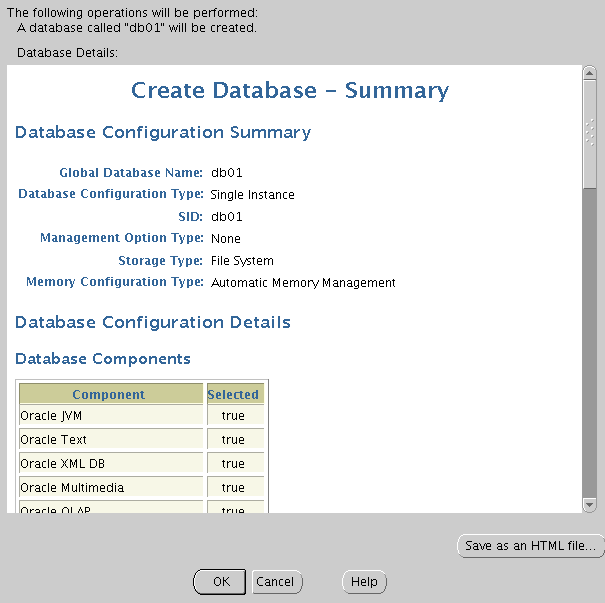 The following operations will be performed:
A database called "db01" will be created.
Database Details:
Create Database – Summary
Database Configuration Summary
Global Database Name: db01
Database Configuration Type: Single Instance
SID: db01
Management Option Type: None
Storage Type: File System
Memory Configuration Type: Automatic Memory Management
Database Configuration Details
Database Components
Component Selected
Oracle JVM true
Oracle Text true
Oracle XML DB true
Oracle Multimedia true
Oracle OLAP true
Save as an HTML file...
OK Cancel Help